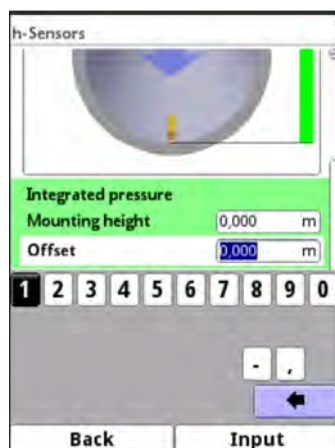 h-Sensors
Integrated pressure
Mounting height 0,000 m
Offset 0,000 m
1 2 3 4 5 6 7 8 9 0
- ,
Back Input